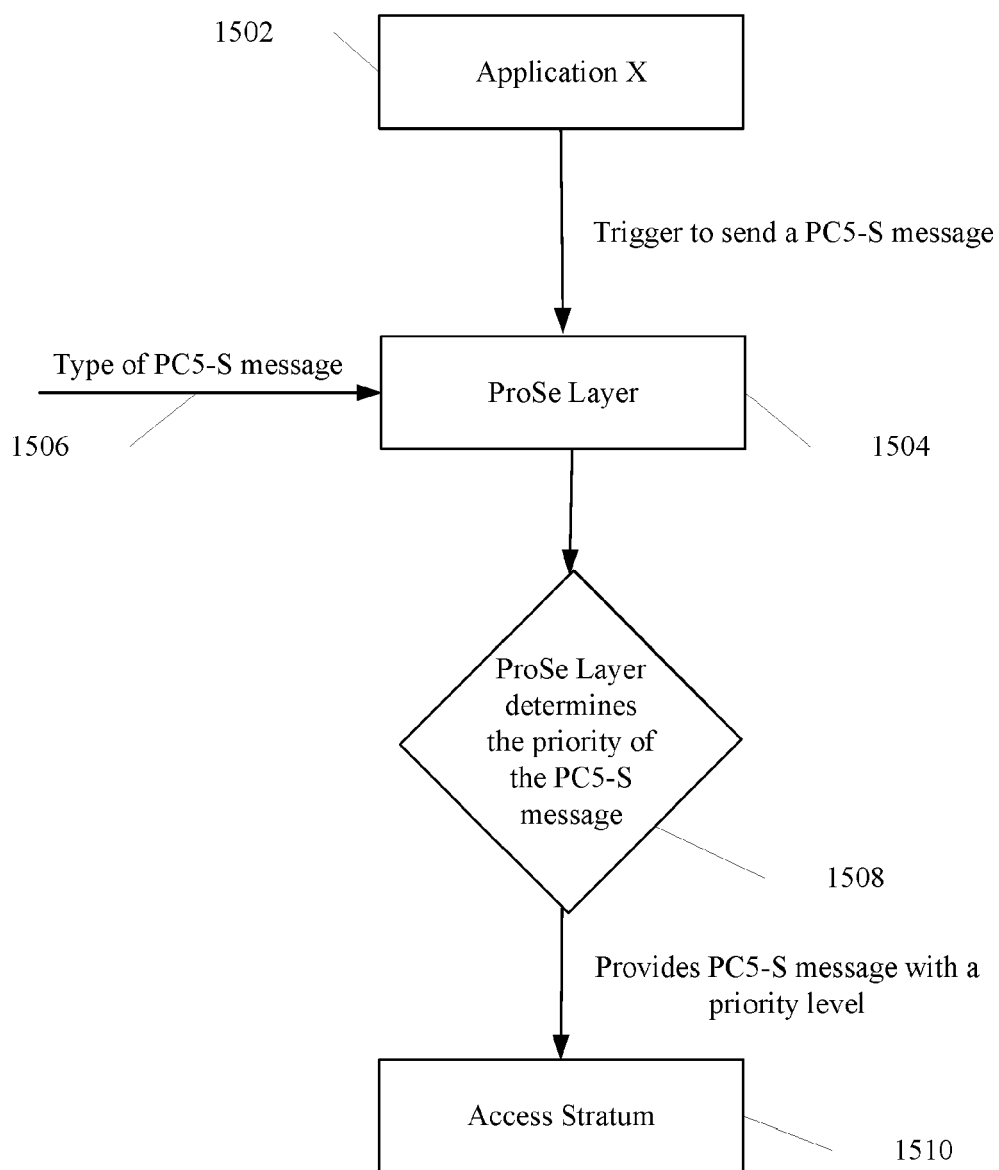 1502
Application X
Trigger to send a PC5-S message
Type of PC5-S message
ProSe Layer
1506
1504
ProSe Layer
determines
the priority of
the PC5-S
message
1508
Provides PC5-S message with a
priority level
Access Stratum
1510